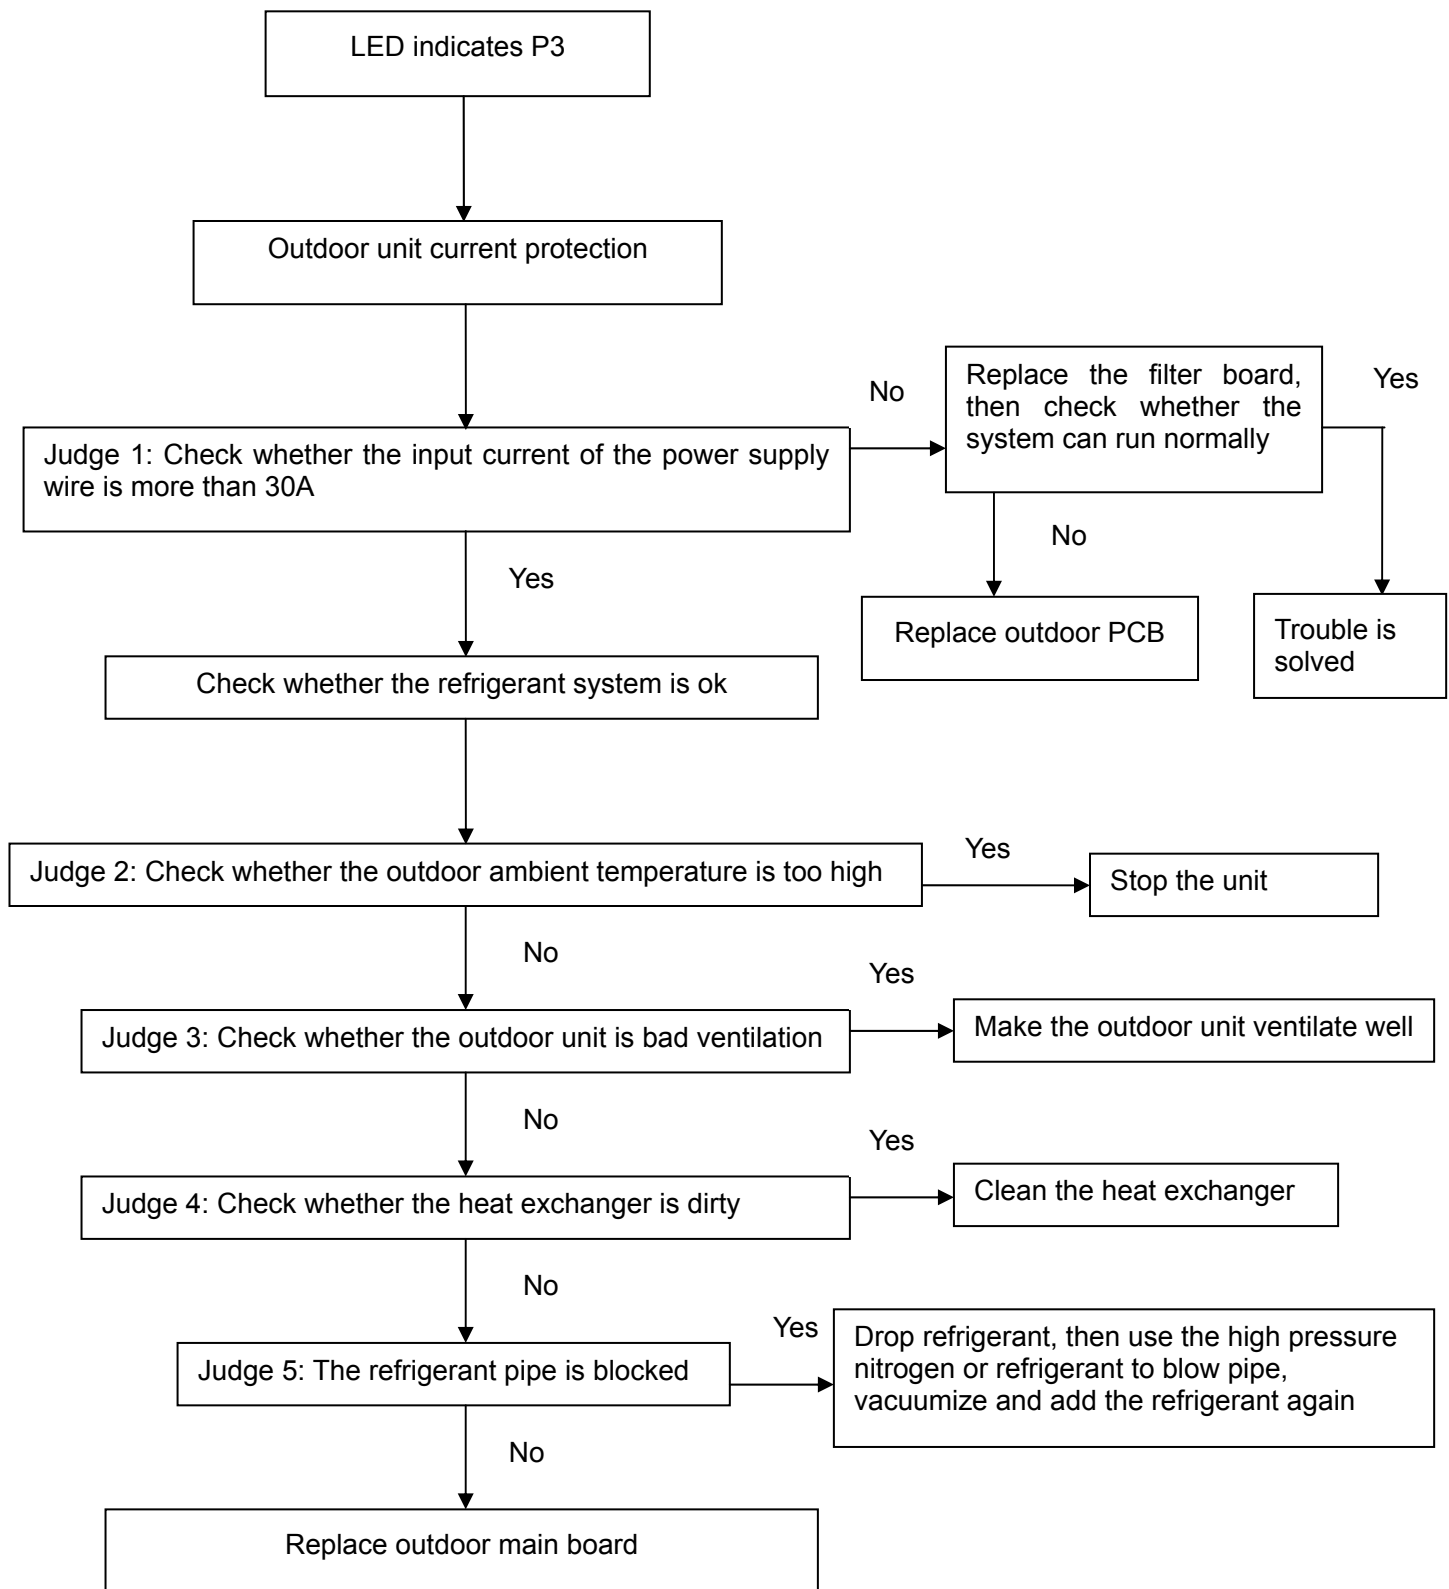 LED indicates P3
Outdoor unit current protection
No
Replace the filter board,
then check whether the
system can run normally
Yes
Judge 1: Check whether the input current of the power supply
wire is more than 30A
No
Yes
Replace outdoor PCB
Trouble is
solved
Check whether the refrigerant system is ok
Judge 2: Check whether the outdoor ambient temperature is too high
Yes
Stop the unit
No
Yes
Judge 3: Check whether the outdoor unit is bad ventilation
Make the outdoor unit ventilate well
No
Yes
Judge 4: Check whether the heat exchanger is dirty
Clean the heat exchanger
No
Yes
Judge 5: The refrigerant pipe is blocked
Drop refrigerant, then use the high pressure
nitrogen or refrigerant to blow pipe,
vacuumize and add the refrigerant again
No
Replace outdoor main board